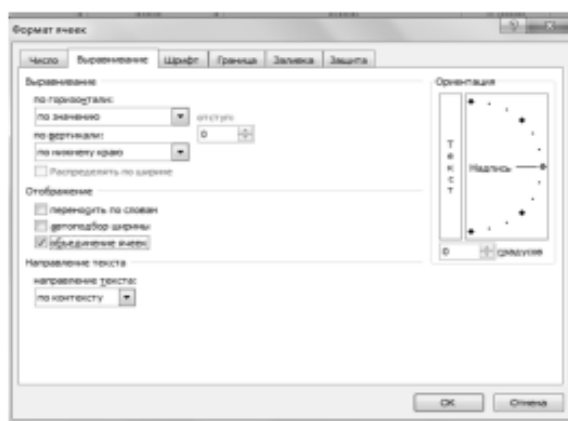 Формат ячеек
Число Выравнивание Шрифт Граница Заливка Защита
Выравнивание
по горизонтали:
по значению
отступ:
по вертикали:
0
по нижнему краю
Распределять по ширине
Отображение
переносить по словам
автоподбор ширины
объединение ячеек
Направление текста
направление текста:
по контексту
Ориентация
Текст
Надпись
0 градусов
ОК Отмена